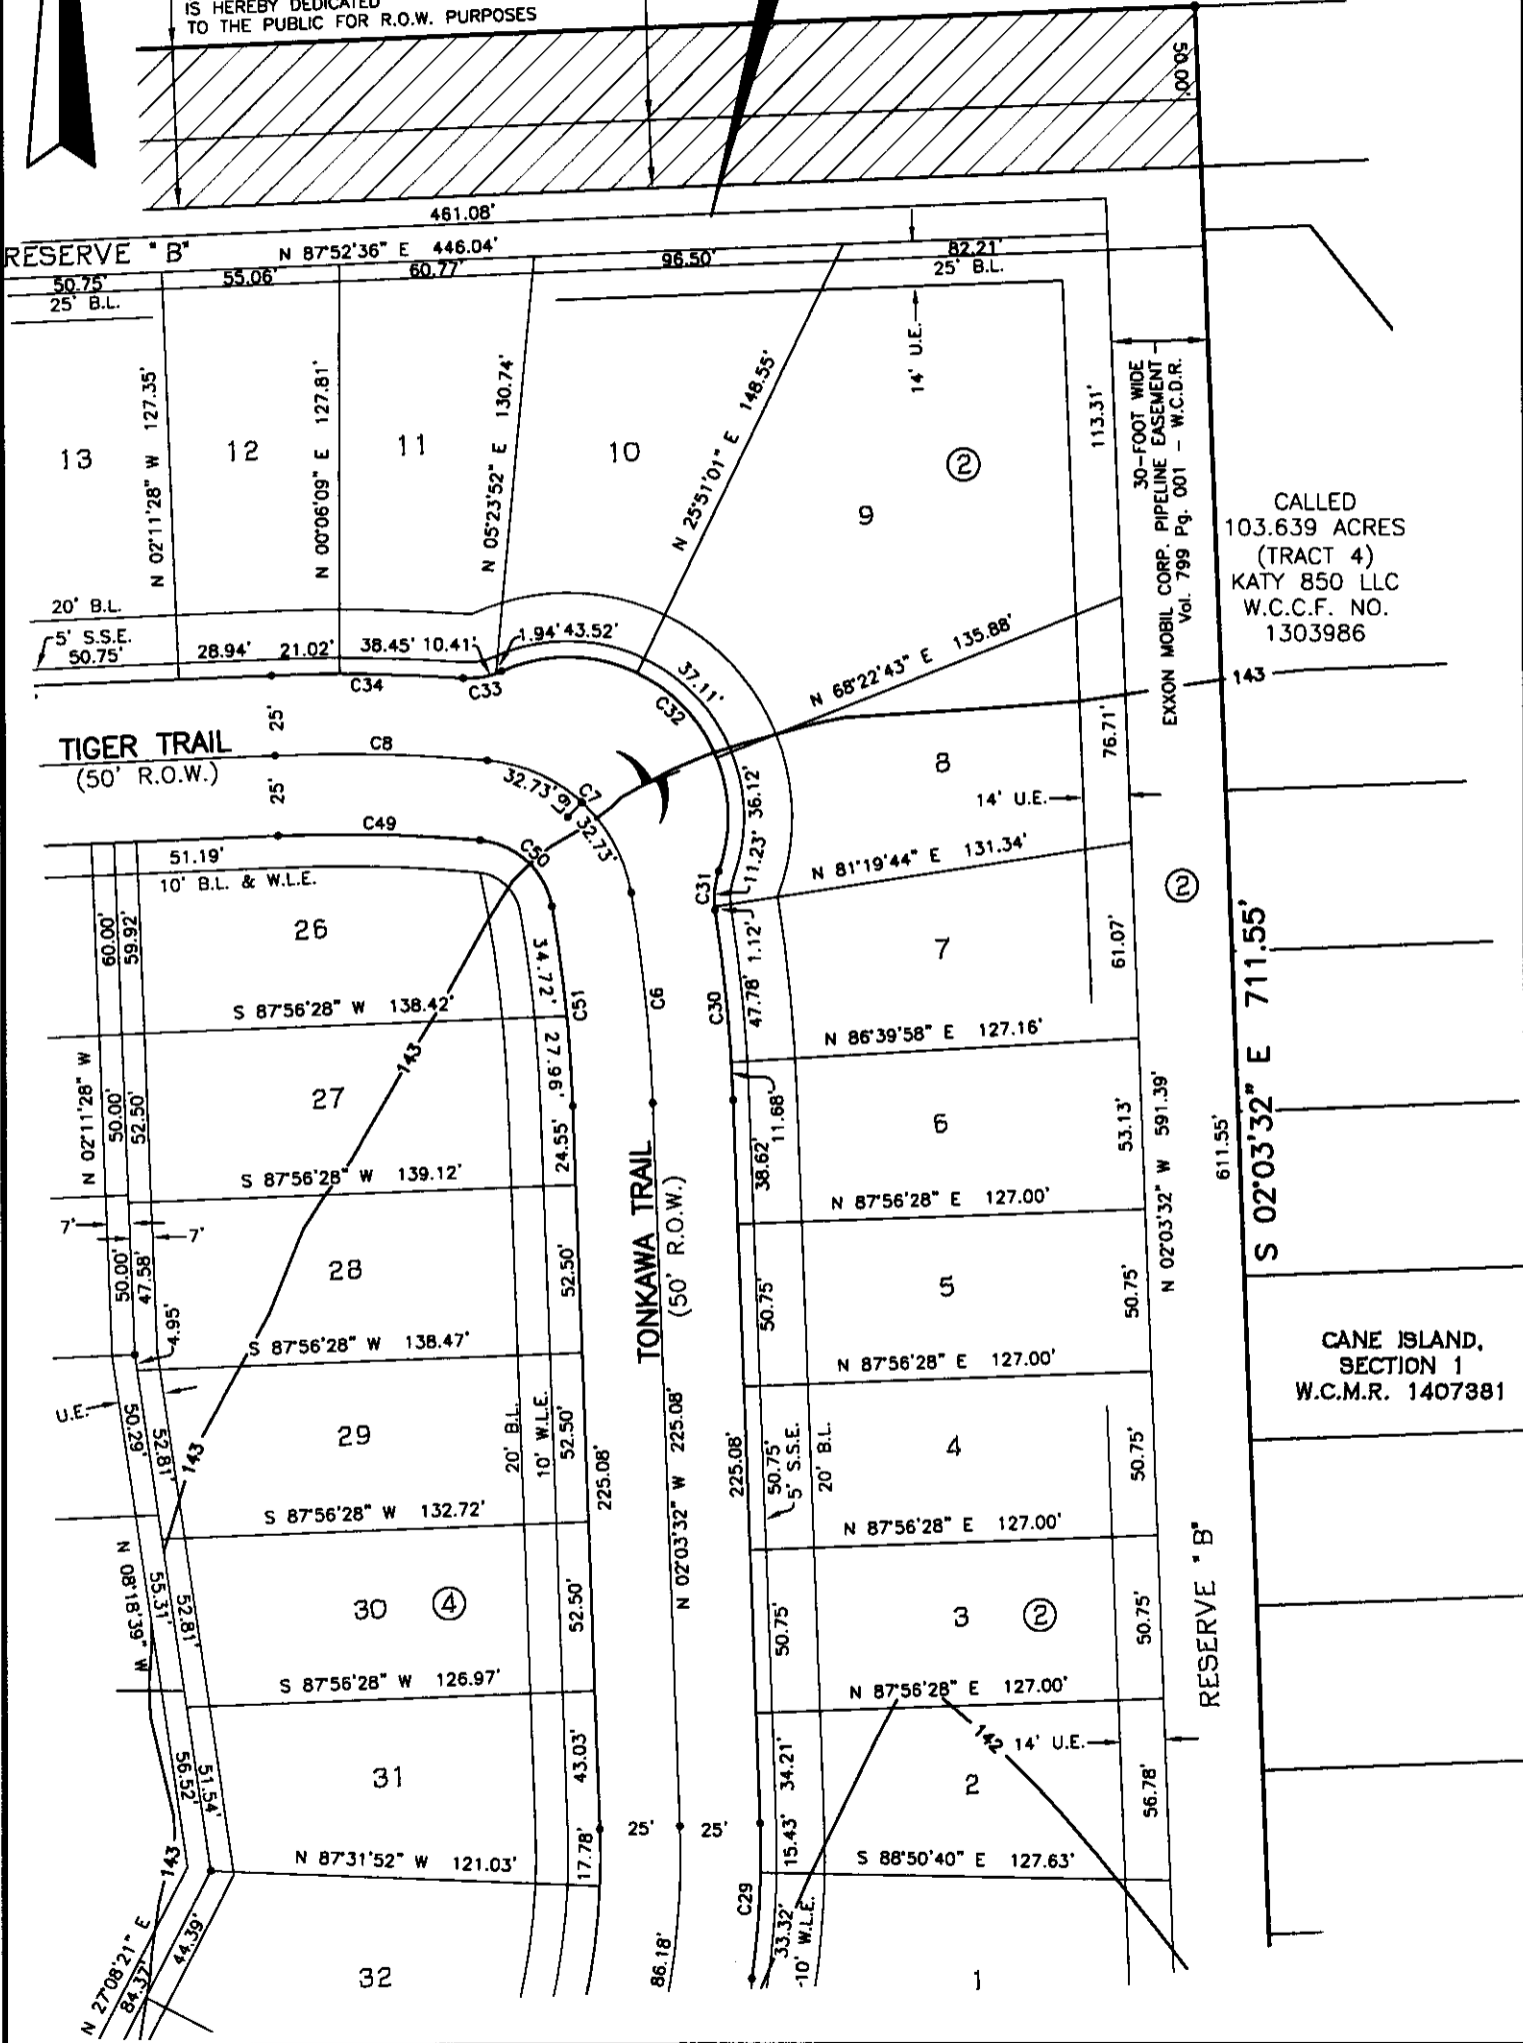 IS HEREBY DEDICATED
TO THE PUBLIC FOR R.O.W. PURPOSES
50.00'
461.08'
RESERVE "B"
N 87°52'36" E 446.04'
50.75'
55.06'
60.77'
96.50'
82.21'
25' B.L.
25' B.L.
14' U.E.
13
N 02°11'28" W 127.35'
12
N 00°06'09" E 127.81'
11
N 05°23'52" E 130.74'
10
N 25°51'01" E 148.55'
2
9
113.31'
30-FOOT WIDE
EXXON MOBIL CORP. PIPELINE EASEMENT
Vol. 799 Pg. 001 - W.C.D.R.
CALLED
103.639 ACRES
(TRACT 4)
KATY 850 LLC
W.C.C.F. NO.
1303986
20' B.L.
5' S.S.E.
50.75'
28.94'
21.02'
38.45'
10.41'
1.94'
43.52'
37.11'
C34
C33
C32
N 68°22'43" E 135.88'
143
TIGER TRAIL
(50' R.O.W.)
25'
25'
C8
32.73'
C7
32.73'
36.12'
8
76.71'
14' U.E.
C49
C50
51.19'
10' B.L. & W.L.E.
C31
11.23'
N 81°19'44" E 131.34'
2
60.00'
59.92'
26
34.72'
C51
C6
C30
47.78'
1.12'
7
61.07'
S 87°56'28" W 138.42'
N 86°39'58" E 127.16'
143
27.96'
N 02°11'28" W
50.00'
52.50'
27
24.55'
11.68'
38.62'
6
53.13'
N 02°03'32" W 591.39'
611.55'
S 02°03'32" E 711.55'
S 87°56'28" W 139.12'
N 87°56'28" E 127.00'
TONKAWA TRAIL
(50' R.O.W.)
7'
7'
50.00'
47.58'
4.95'
28
52.50'
50.75'
5
50.75'
S 87°56'28" W 138.47'
N 87°56'28" E 127.00'
CANE ISLAND,
SECTION 1
W.C.M.R. 1407381
U.E.
50.29'
52.81'
143
29
20' B.L.
10' W.L.E.
52.50'
225.08'
N 02°03'32" W 225.08'
225.08'
50.75'
5' S.S.E.
20' B.L.
4
50.75'
S 87°56'28" W 132.72'
N 87°56'28" E 127.00'
N 08°18'39" W
55.31'
52.81'
30
4
52.50'
50.75'
3
2
50.75'
RESERVE "B"
S 87°56'28" W 126.97'
N 87°56'28" E 127.00'
142
14' U.E.
56.52'
51.54'
31
43.03'
34.21'
2
56.78'
25'
25'
143
N 87°31'52" W 121.03'
17.78'
15.43'
S 88°50'40" E 127.63'
C29
33.32'
10' W.L.E.
N 27°08'21" E
84.37'
44.39'
32
86.18'
1